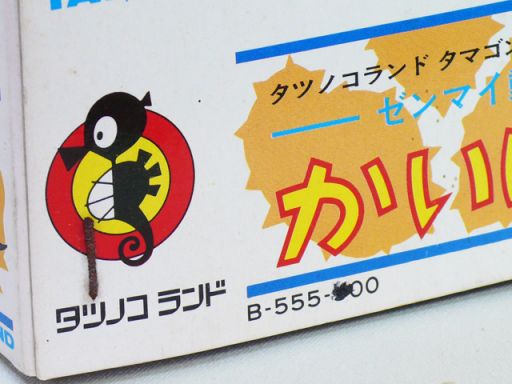 タツノコランド タマゴン
ゼンマイ
かい
タツノコ ランド
B-555-
00